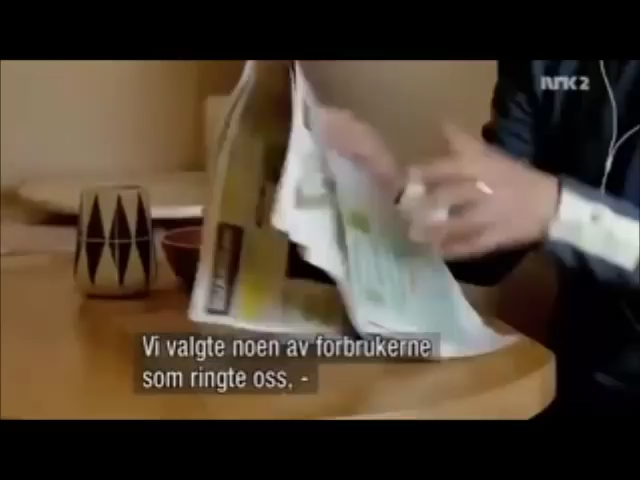 NRK2
Vi valgte noen av forbrukerne
som ringte oss, -